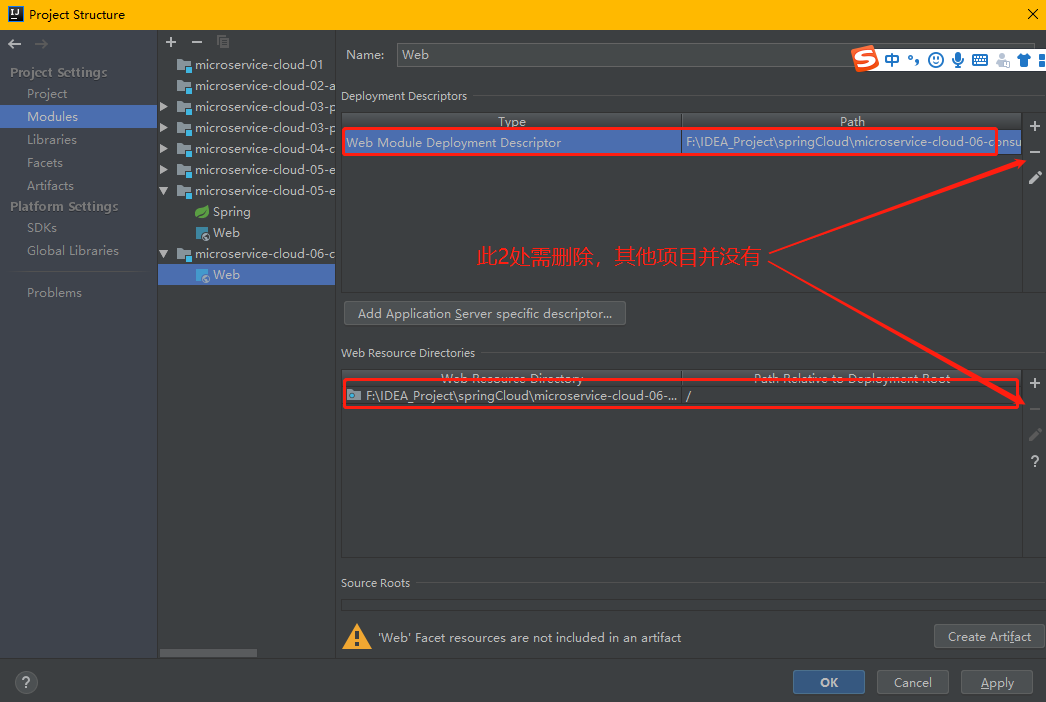 Project Structure
Project Settings
Project
Modules
Libraries
Facets
Artifacts
Platform Settings
SDKs
Global Libraries
Problems
microservice-cloud-01
microservice-cloud-02-a
microservice-cloud-03-p
microservice-cloud-03-p
microservice-cloud-04-c
microservice-cloud-05-e
microservice-cloud-05-e
Spring
Web
microservice-cloud-06-c
Web
Name: Web
中
Deployment Descriptors
Type Path
Web Module Deployment Descriptor F:\IDEA_Project\springCloud\microservice-cloud-06-consu
此2处需删除，其他项目并没有
Add Application Server specific descriptor...
Web Resource Directories
Web Resource Directory Path Relative to Deployment Root
F:\IDEA_Project\springCloud\microservice-cloud-06-... /
Source Roots
'Web' Facet resources are not included in an artifact
Create Artifact
OK Cancel Apply